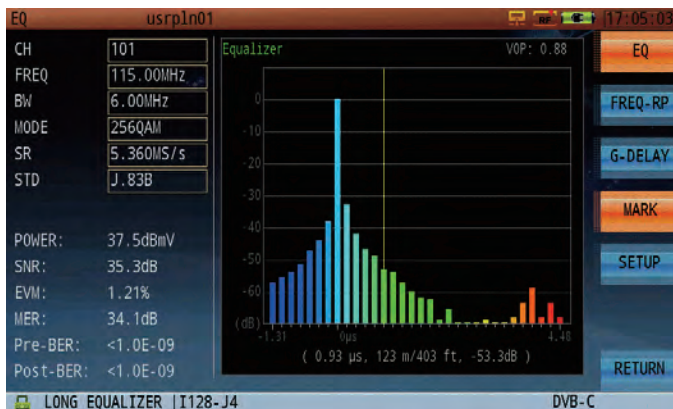 EQ usrpln01 RF 17:05:03
CH 101
FREQ 115.00MHz
BW 6.00MHz
MODE 256QAM
SR 5.360MS/s
STD J.83B
POWER: 37.5dBmV
SNR: 35.3dB
EVM: 1.21%
MER: 34.1dB
Pre-BER: <1.0E-09
Post-BER: <1.0E-09
Equalizer VOP: 0.88
0
-10
-20
-30
-40
-50
-60
(dB)
-1.31 0µs 4.48
( 0.93 µs, 123 m/403 ft, -53.3dB )
EQ
FREQ-RP
G-DELAY
MARK
SETUP
RETURN
LONG EQUALIZER |I128-J4 DVB-C